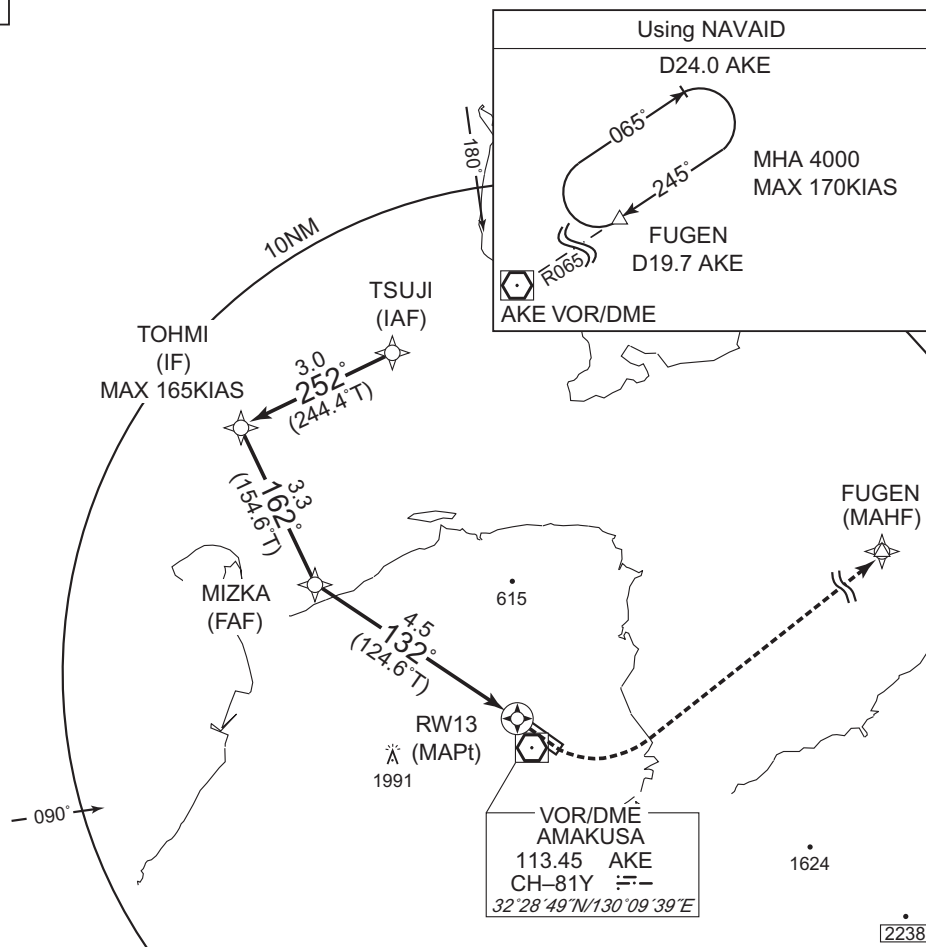 Using NAVAID
D24.0 AKE
065°
245°
MHA 4000
MAX 170KIAS
FUGEN
D19.7 AKE
R065
AKE VOR/DME
180°
10NM
TSUJI
(IAF)
TOHMI
(IF)
MAX 165KIAS
3.0
252°
(244.4°T)
3.3
162°
(154.6°T)
FUGEN
(MAHF)
MIZKA
(FAF)
615
4.5
132°
(124.6°T)
RW13
(MAPt)
1991
090°
VOR/DME
AMAKUSA
113.45 AKE
CH–81Y
32°28′49″N/130°09′39″E
1624
2238